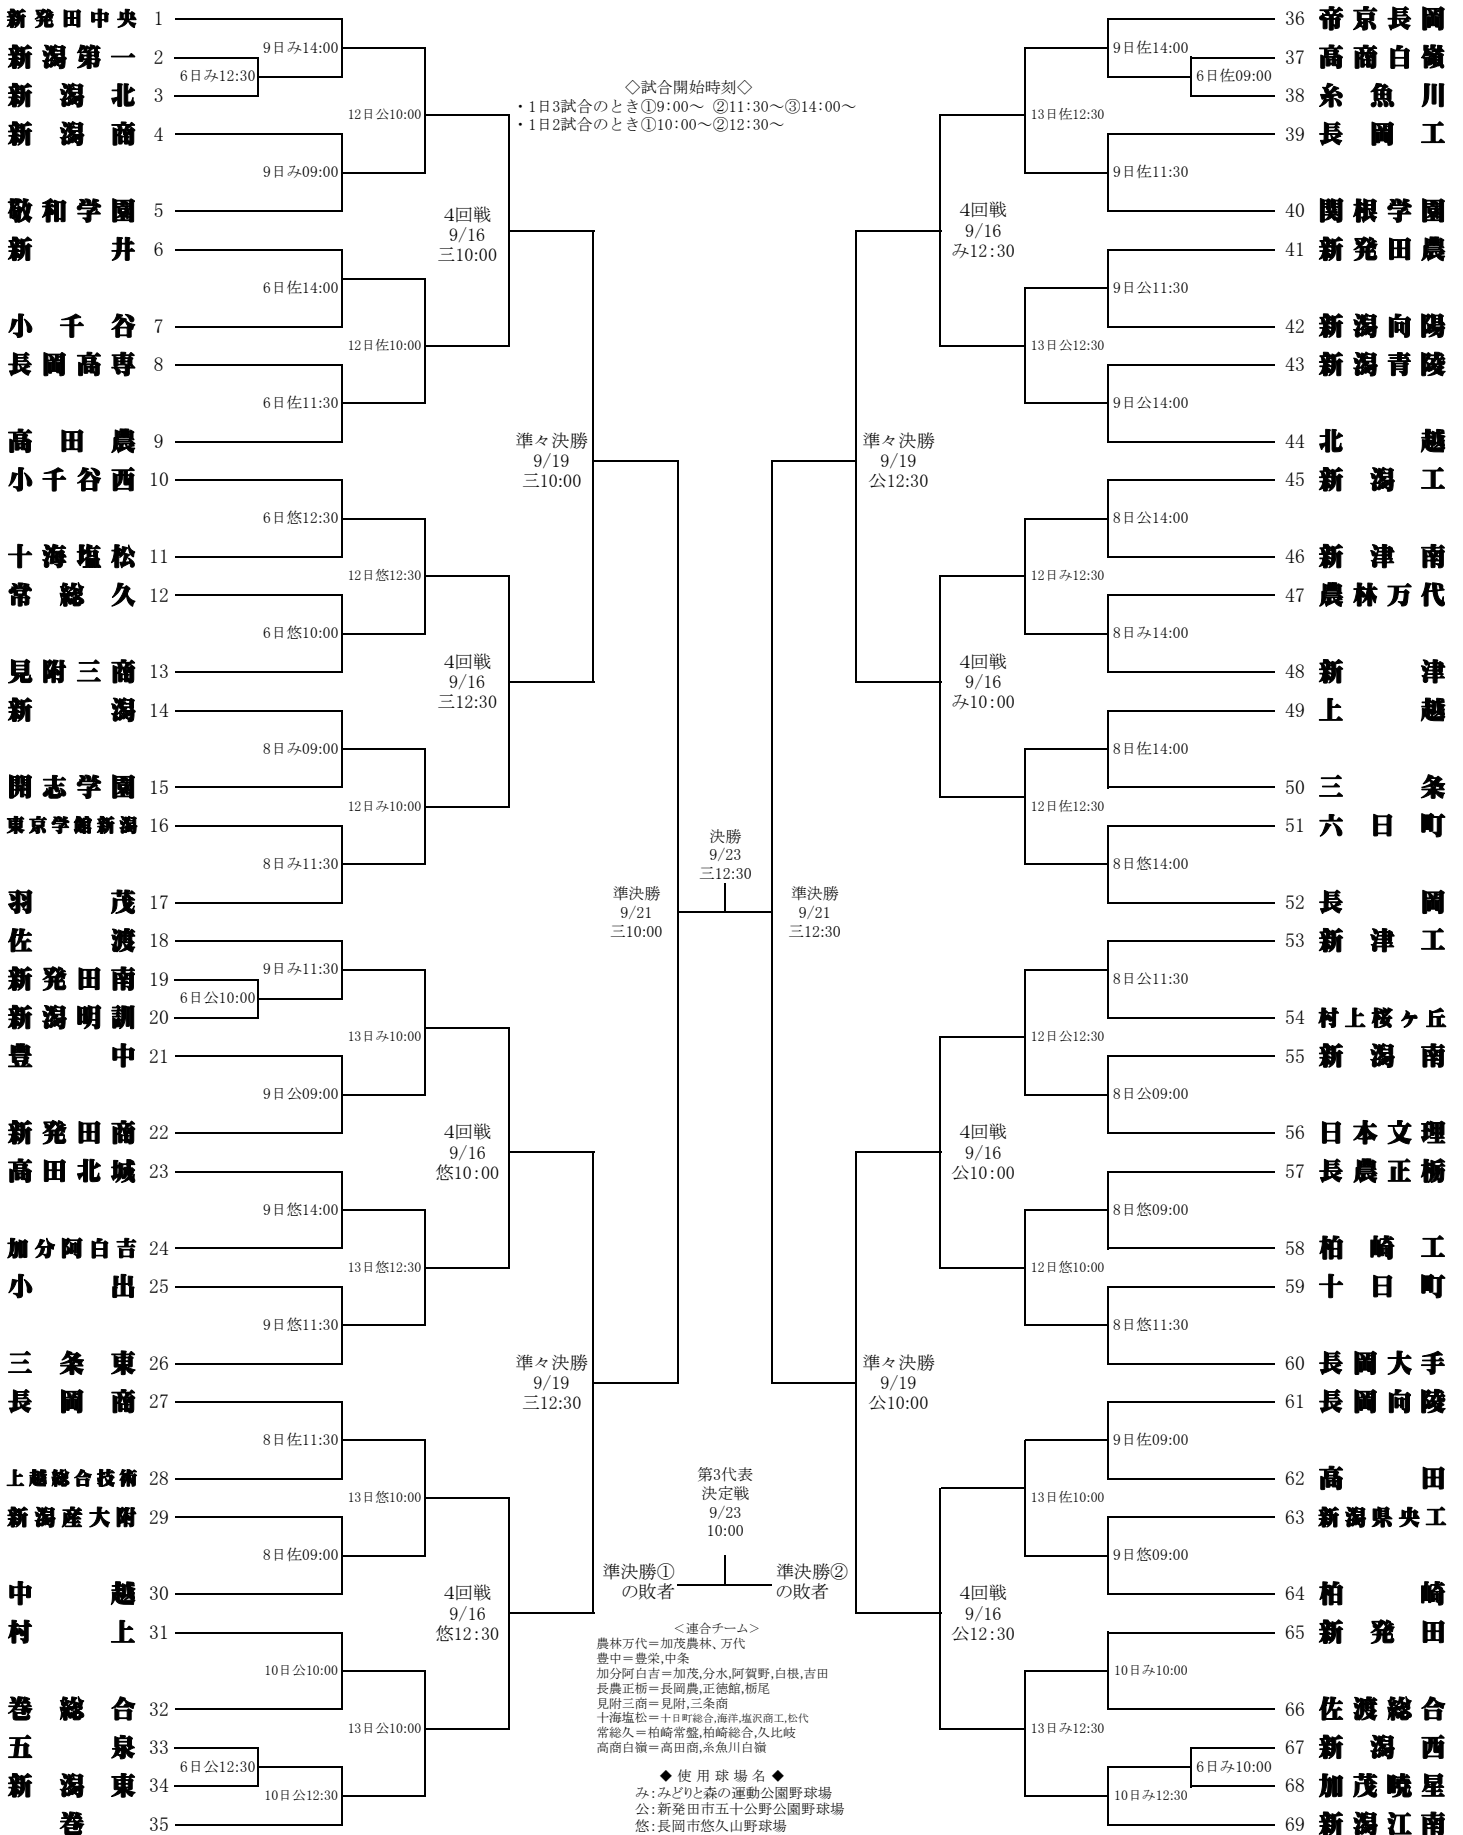 新発田中央 1
9日み14:00
新潟第一 2
6日み12:30
新潟北 3
12日公10:00
新潟商 4
9日み09:00
敬和学園 5
4回戦
9/16
三10:00
新井 6
6日佐14:00
小千谷 7
12日佐10:00
長岡高専 8
6日佐11:30
高田農 9
準々決勝
9/19
三10:00
小千谷西 10
6日悠12:30
十海塩松 11
12日悠12:30
常総久 12
6日悠10:00
見附三商 13
4回戦
9/16
三12:30
新潟 14
8日み09:00
開志学園 15
12日み10:00
東京学館新潟 16
8日み11:30
羽茂 17
準決勝
9/21
三10:00
佐渡 18
9日み11:30
新発田南 19
6日公10:00
新潟明訓 20
13日み10:00
豊中 21
9日公09:00
新発田商 22
4回戦
9/16
悠10:00
高田北城 23
9日悠14:00
加分阿白吉 24
13日悠12:30
小出 25
9日悠11:30
三条東 26
準々決勝
9/19
三12:30
長岡商 27
8日佐11:30
上越総合技術 28
13日悠10:00
新潟産大附 29
8日佐09:00
中越 30
4回戦
9/16
悠12:30
村上 31
10日公10:00
巻総合 32
13日公10:00
五泉 33
6日公12:30
新潟東 34
10日公12:30
巻 35
◇試合開始時刻◇
・1日3試合のとき①9:00～ ②11:30～③14:00～
・1日2試合のとき①10:00～②12:30～
決勝
9/23
三12:30
第3代表
決定戦
9/23
10:00
準決勝①
の敗者
準決勝②
の敗者
＜連合チーム＞
農林万代＝加茂農林、万代
豊中＝豊栄,中条
加分阿白吉＝加茂,分水,阿賀野,白根,吉田
長農正栃＝長岡農,正徳館,栃尾
見附三商＝見附,三条商
十海塩松＝十日町総合,海洋,塩沢商工,松代
常総久＝柏崎常盤,柏崎総合,久比岐
高商白嶺＝高田商,糸魚川白嶺
◆使用球場名◆
み：みどりと森の運動公園野球場
公：新発田市五十公野公園野球場
悠：長岡市悠久山野球場
36 帝京長岡
9日佐14:00
37 高商白嶺
6日佐09:00
38 糸魚川
13日佐12:30
39 長岡工
9日佐11:30
40 関根学園
4回戦
9/16
み12:30
41 新発田農
9日公11:30
42 新潟向陽
13日公12:30
43 新潟青陵
9日公14:00
44 北越
準々決勝
9/19
公12:30
45 新潟工
8日公14:00
46 新津南
12日み12:30
47 農林万代
8日み14:00
48 新津
4回戦
9/16
み10:00
49 上越
8日佐14:00
50 三条
12日佐12:30
51 六日町
8日悠14:00
52 長岡
準決勝
9/21
三12:30
53 新津工
8日公11:30
54 村上桜ヶ丘
12日公12:30
55 新潟南
8日公09:00
56 日本文理
4回戦
9/16
公10:00
57 長農正栃
8日悠09:00
58 柏崎工
12日悠10:00
59 十日町
8日悠11:30
60 長岡大手
準々決勝
9/19
公10:00
61 長岡向陵
9日佐09:00
62 高田
13日佐10:00
63 新潟県央工
9日悠09:00
64 柏崎
4回戦
9/16
公12:30
65 新発田
10日み10:00
66 佐渡総合
13日み12:30
67 新潟西
6日み10:00
68 加茂暁星
10日み12:30
69 新潟江南